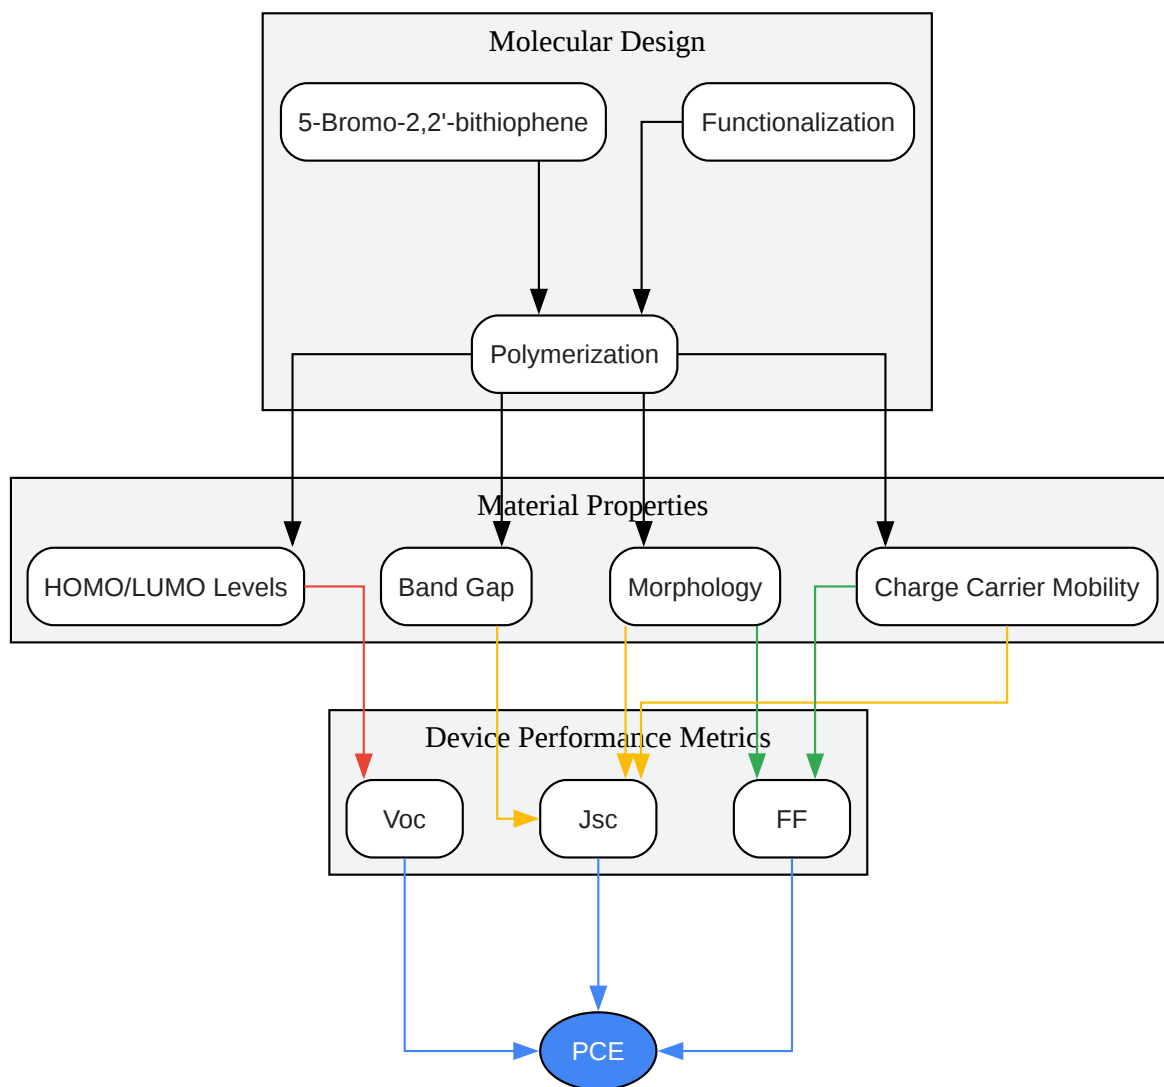 Molecular Design
5-Bromo-2,2'-bithiophene
Functionalization
Polymerization
Material Properties
HOMO/LUMO Levels
Band Gap
Morphology
Charge Carrier Mobility
Device Performance Metrics
Voc
Jsc
FF
PCE